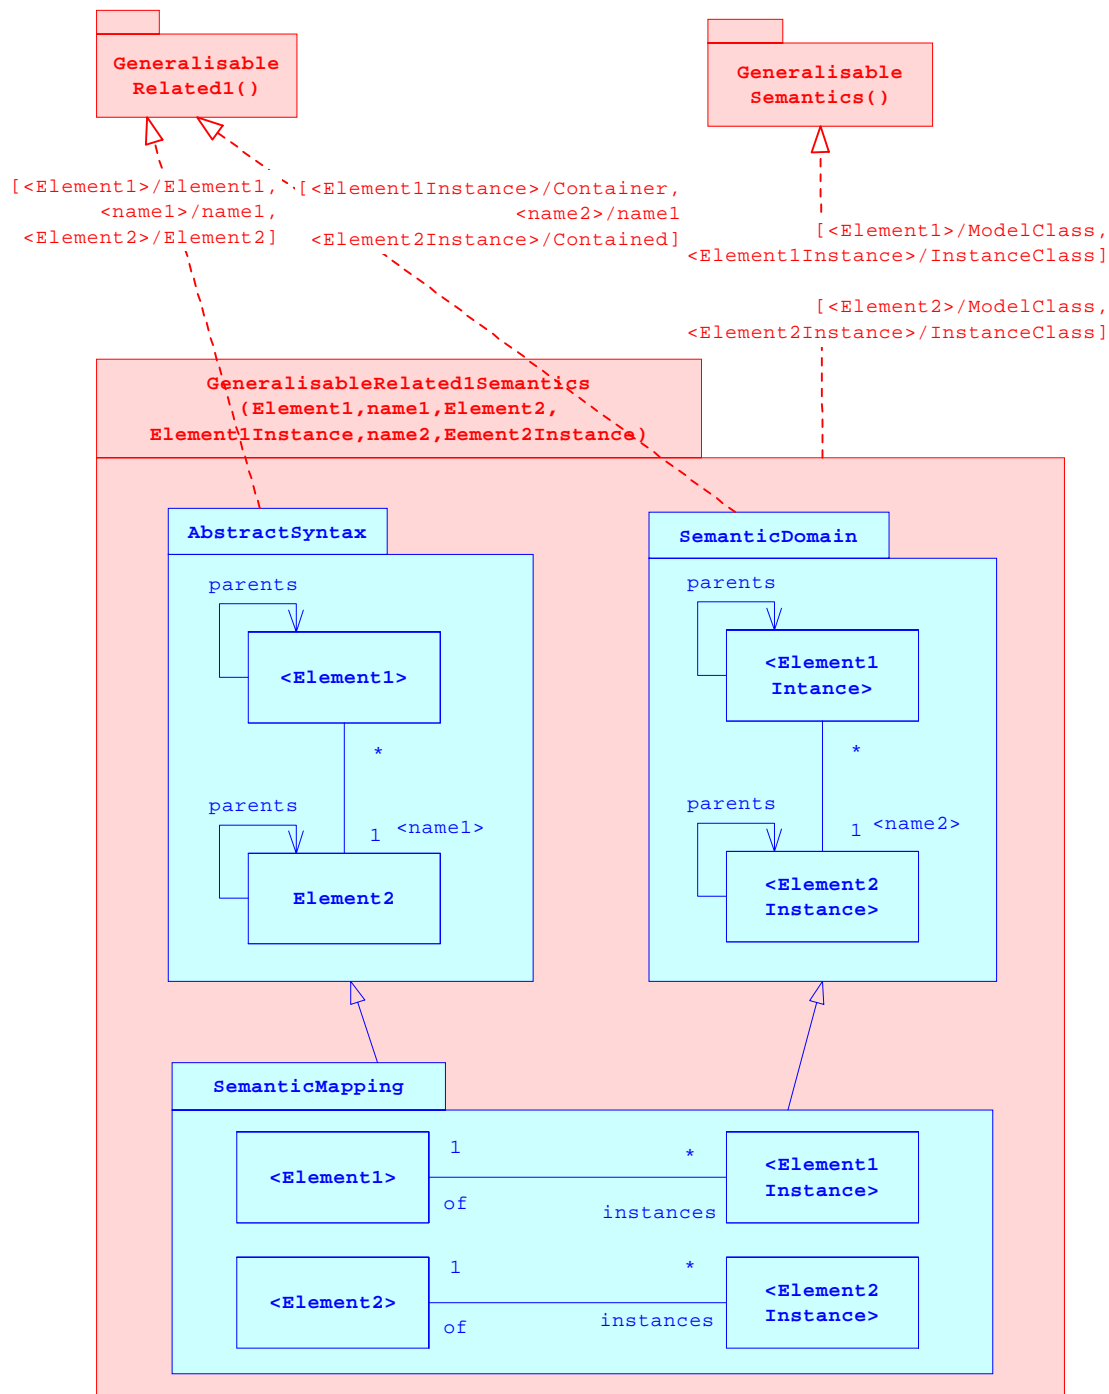 Generalisable
Related1()
Generalisable
Semantics()
[<Element1>/Element1,
<name1>/name1,
<Element2>/Element2]
[<Element1Instance>/Container,
<name2>/name1
<Element2Instance>/Contained]
[<Element1>/ModelClass,
<Element1Instance>/InstanceClass]
[<Element2>/ModelClass,
<Element2Instance>/InstanceClass]
GeneralisableRelated1Semantics
(Element1,name1,Element2,
Element1Instance,name2,Eement2Instance)
AbstractSyntax
parents
<Element1>
*
parents
1 <name1>
Element2
SemanticDomain
parents
<Element1
Intance>
*
parents
1 <name2>
<Element2
Instance>
SemanticMapping
<Element1>
1
of
*
instances
<Element1
Instance>
<Element2>
1
of
*
instances
<Element2
Instance>